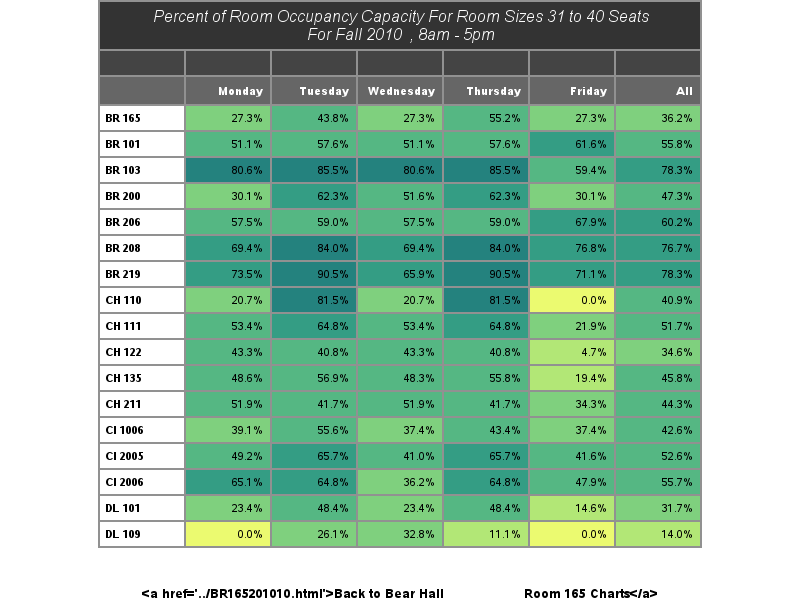 Percent of Room Occupancy Capacity For Room Sizes 31 to 40 Seats
For Fall 2010 , 8am - 5pm
Monday Tuesday Wednesday Thursday Friday All
BR 165 27.3% 43.8% 27.3% 55.2% 27.3% 36.2%
BR 101 51.1% 57.6% 51.1% 57.6% 61.6% 55.8%
BR 103 80.6% 85.5% 80.6% 85.5% 59.4% 78.3%
BR 200 30.1% 62.3% 51.6% 62.3% 30.1% 47.3%
BR 206 57.5% 59.0% 57.5% 59.0% 67.9% 60.2%
BR 208 69.4% 84.0% 69.4% 84.0% 76.8% 76.7%
BR 219 73.5% 90.5% 65.9% 90.5% 71.1% 78.3%
CH 110 20.7% 81.5% 20.7% 81.5% 0.0% 40.9%
CH 111 53.4% 64.8% 53.4% 64.8% 21.9% 51.7%
CH 122 43.3% 40.8% 43.3% 40.8% 4.7% 34.6%
CH 135 48.6% 56.9% 48.3% 55.8% 19.4% 45.8%
CH 211 51.9% 41.7% 51.9% 41.7% 34.3% 44.3%
CI 1006 39.1% 55.6% 37.4% 43.4% 37.4% 42.6%
CI 2005 49.2% 65.7% 41.0% 65.7% 41.6% 52.6%
CI 2006 65.1% 64.8% 36.2% 64.8% 47.9% 55.7%
DL 101 23.4% 48.4% 23.4% 48.4% 14.6% 31.7%
DL 109 0.0% 26.1% 32.8% 11.1% 0.0% 14.0%
<a href='../BR165201010.html'>Back to Bear Hall Room 165 Charts</a>